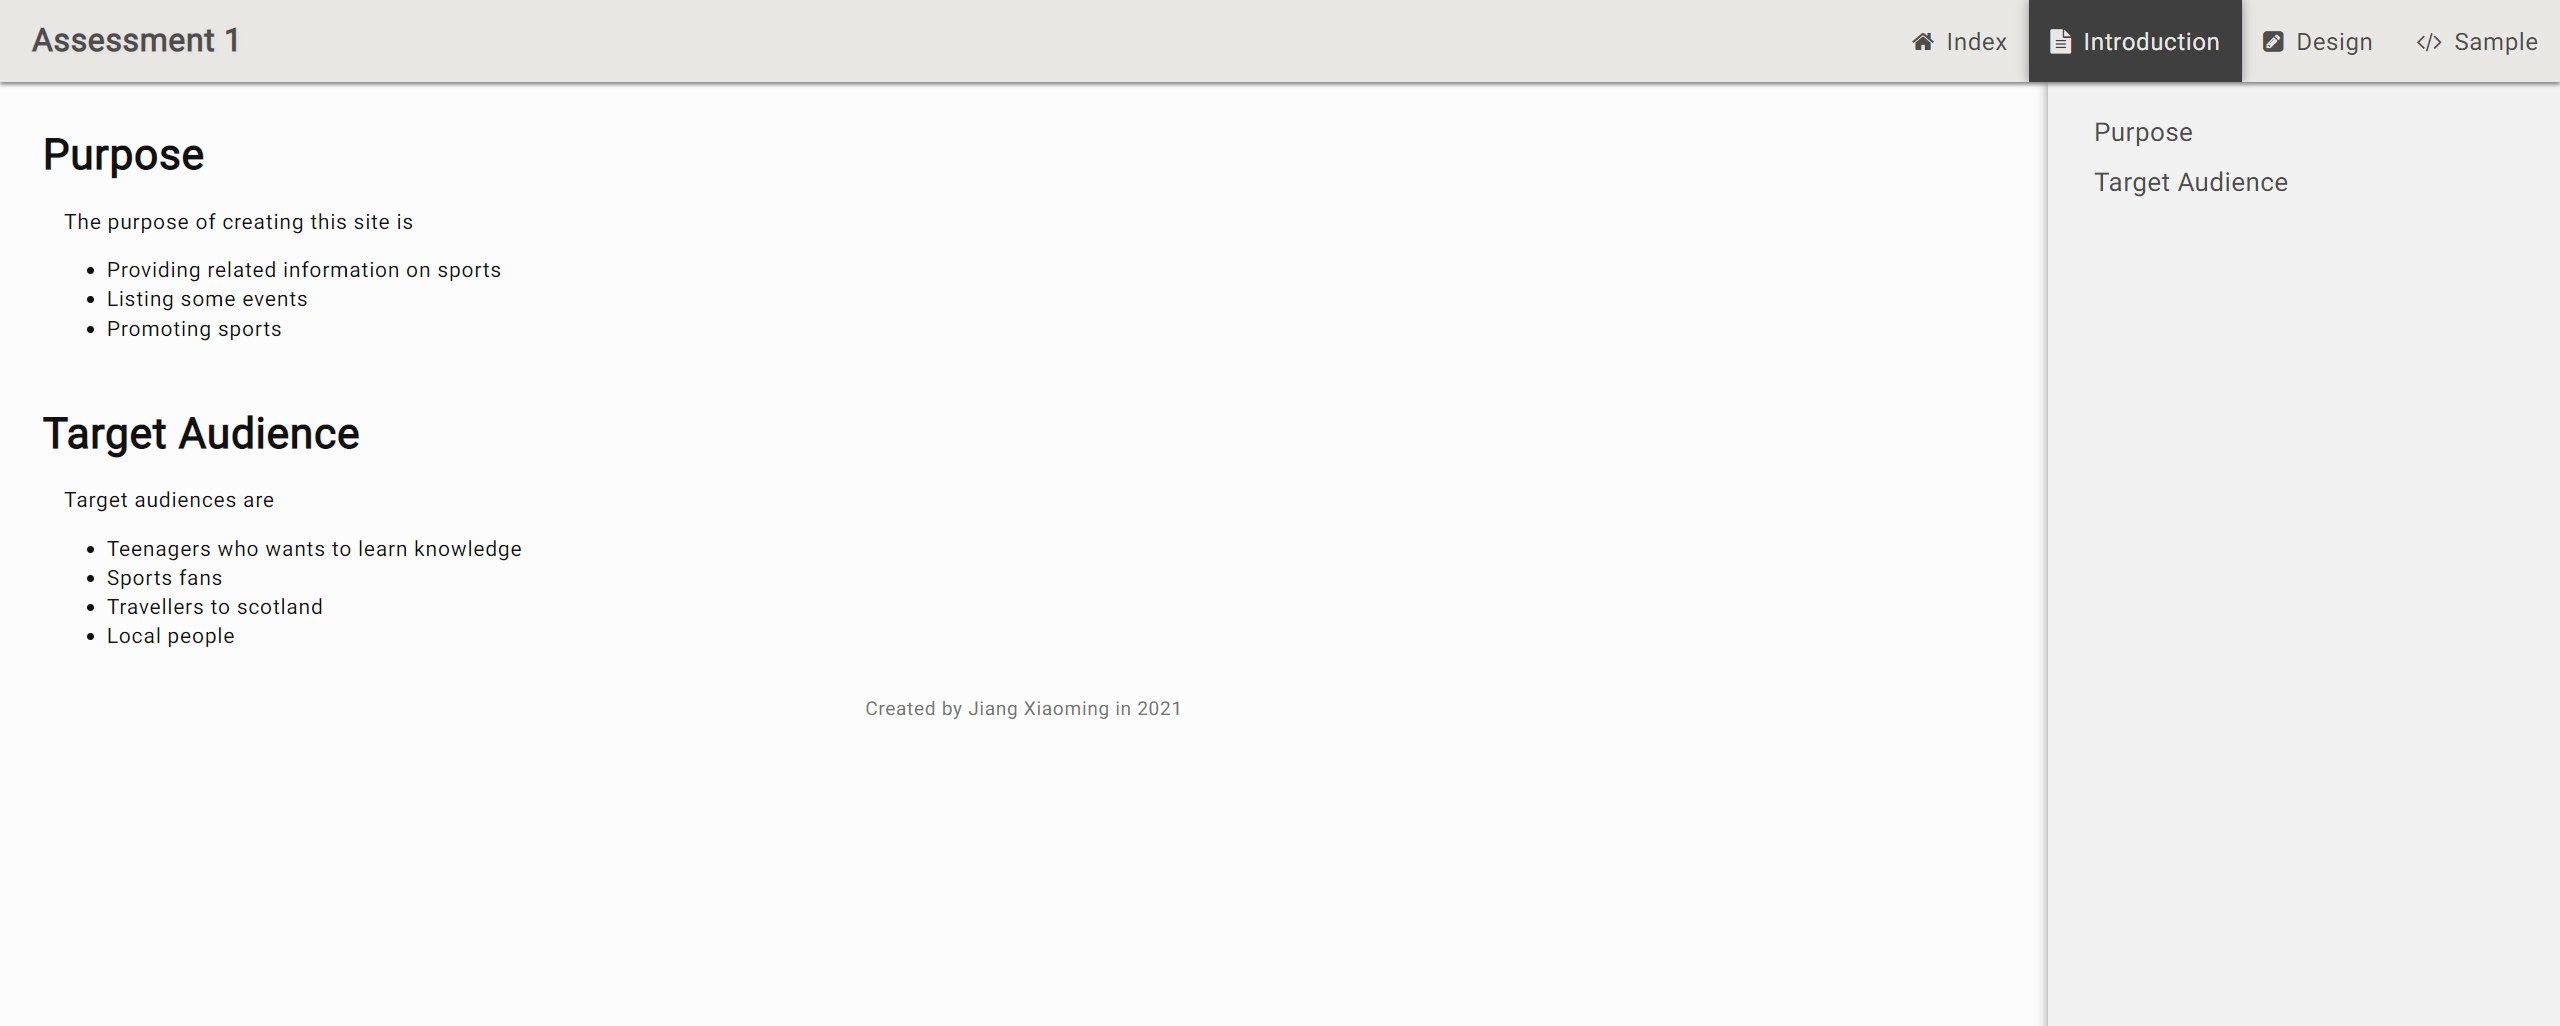 Assessment 1
Index
Introduction
Design
Sample
Purpose
The purpose of creating this site is
Providing related information on sports
Listing some events
Promoting sports
Target Audience
Target audiences are
Teenagers who wants to learn knowledge
Sports fans
Travellers to scotland
Local people
Created by Jiang Xiaoming in 2021
Purpose
Target Audience